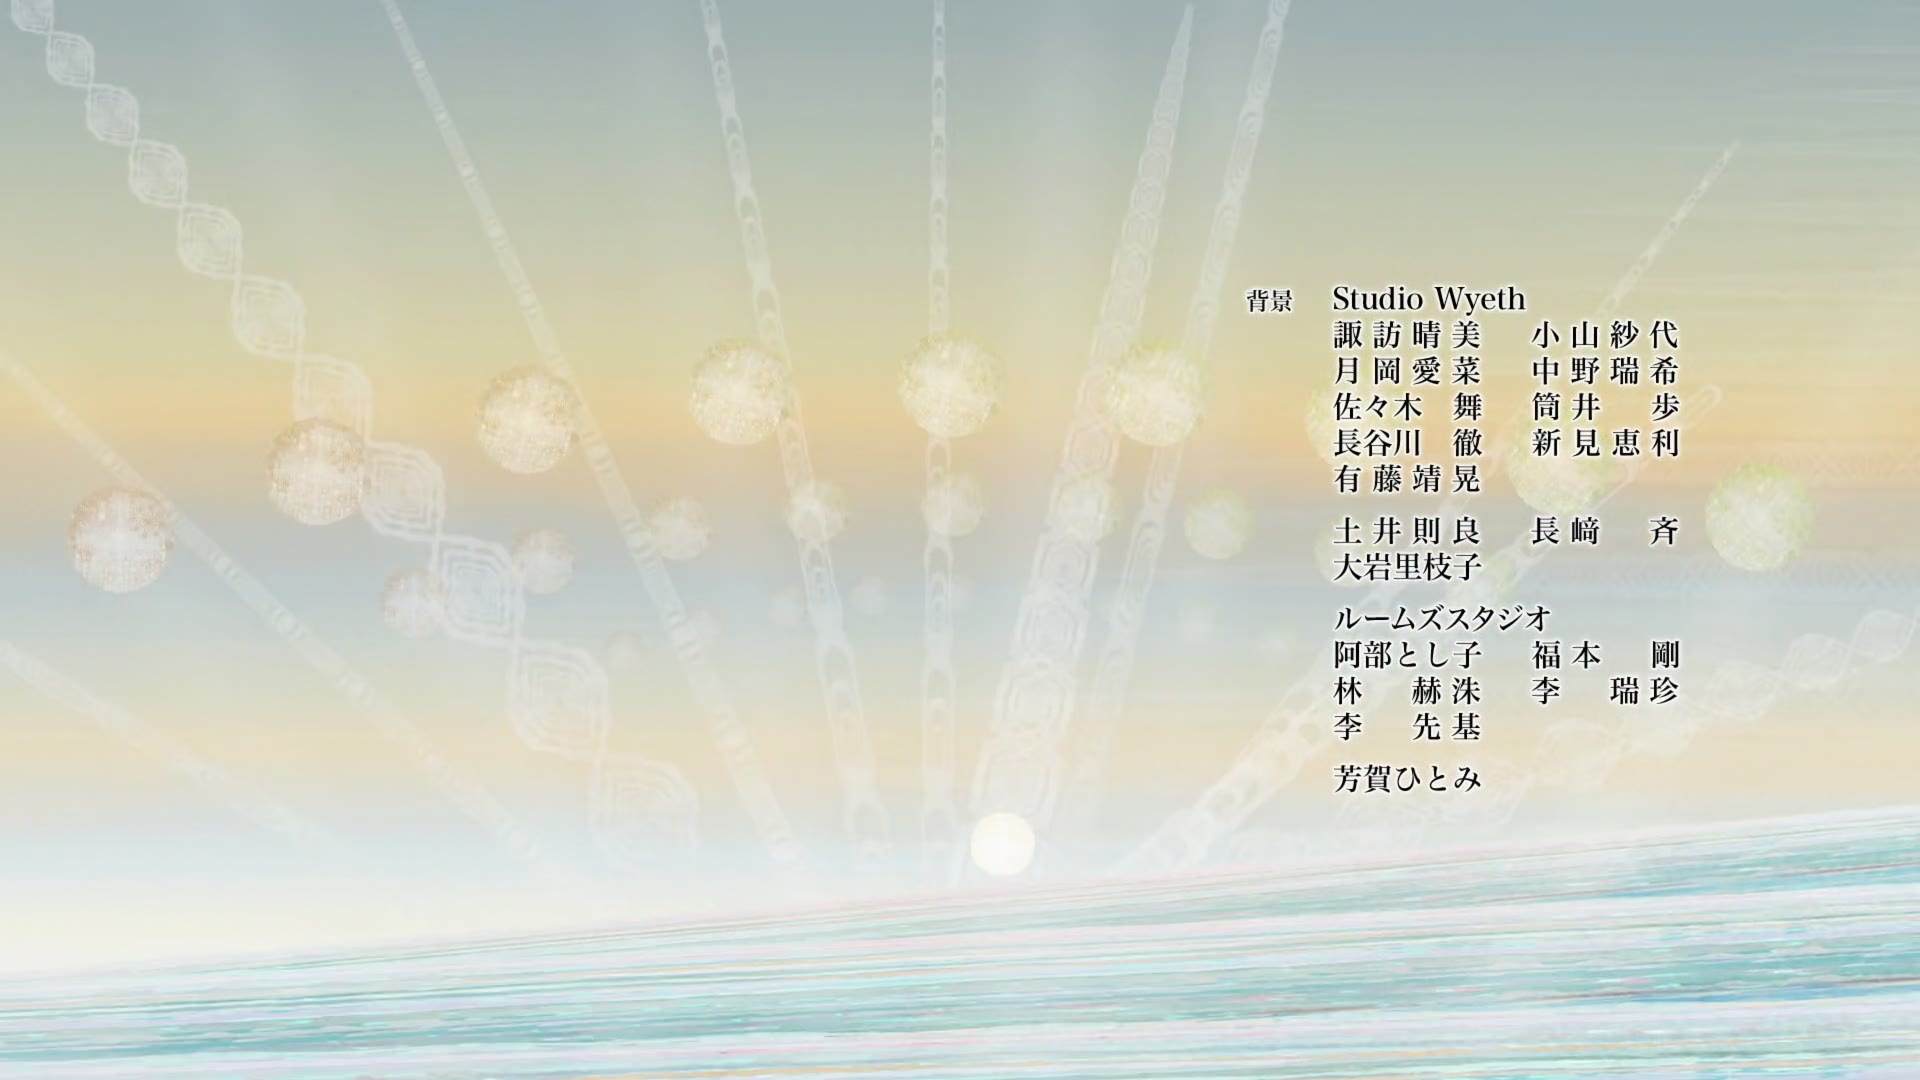 背景 Studio Wyeth
諏訪晴美 小山紗代
月岡愛菜 中野瑞希
佐々木 舞 筒井 歩
長谷川 徹 新見恵利
有藤靖晃
土井則良 長﨑 斉
大岩里枝子
ルームズスタジオ
阿部とし子 福本 剛
林 赫洙 李 瑞珍
李 先基
芳賀ひとみ